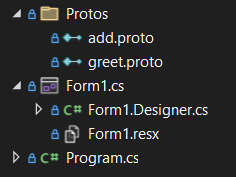 Protos
add.proto
greet.proto
Form1.cs
C# Form1.Designer.cs
Form1.resx
C# Program.cs